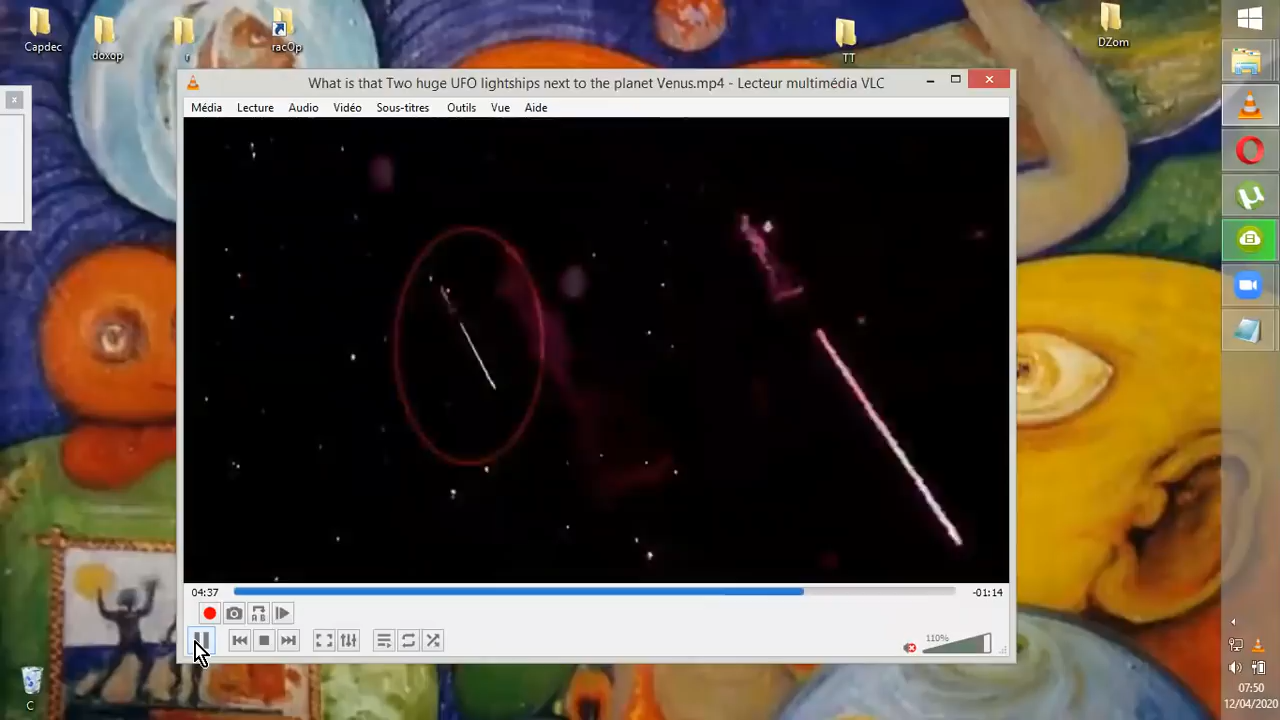 Capdec
doxop
r
racOp
TT
DZom
What is that Two huge UFO lightships next to the planet Venus.mp4 - Lecteur multimédia VLC
Média Lecture Audio Vidéo Sous-titres Outils Vue Aide
04:37
-01:14
110%
C
07:50
12/04/2020